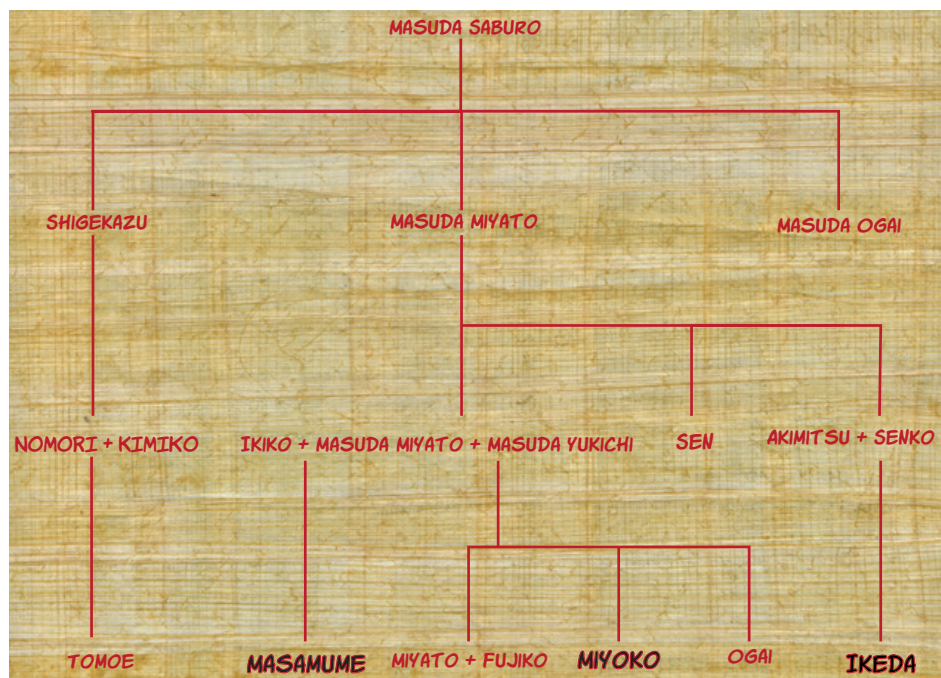 MASUDA SABURO
SHIGEKAZU MASUDA MIYATO MASUDA OGAI
NOMORI + KIMIKO IKIKO + MASUDA MIYATO + MASUDA YUKICHI SEN AKIMITSU + SENKO
TOMOE MASAMUME MIYATO + FUJIKO MIYOKO OGAI IKEDA